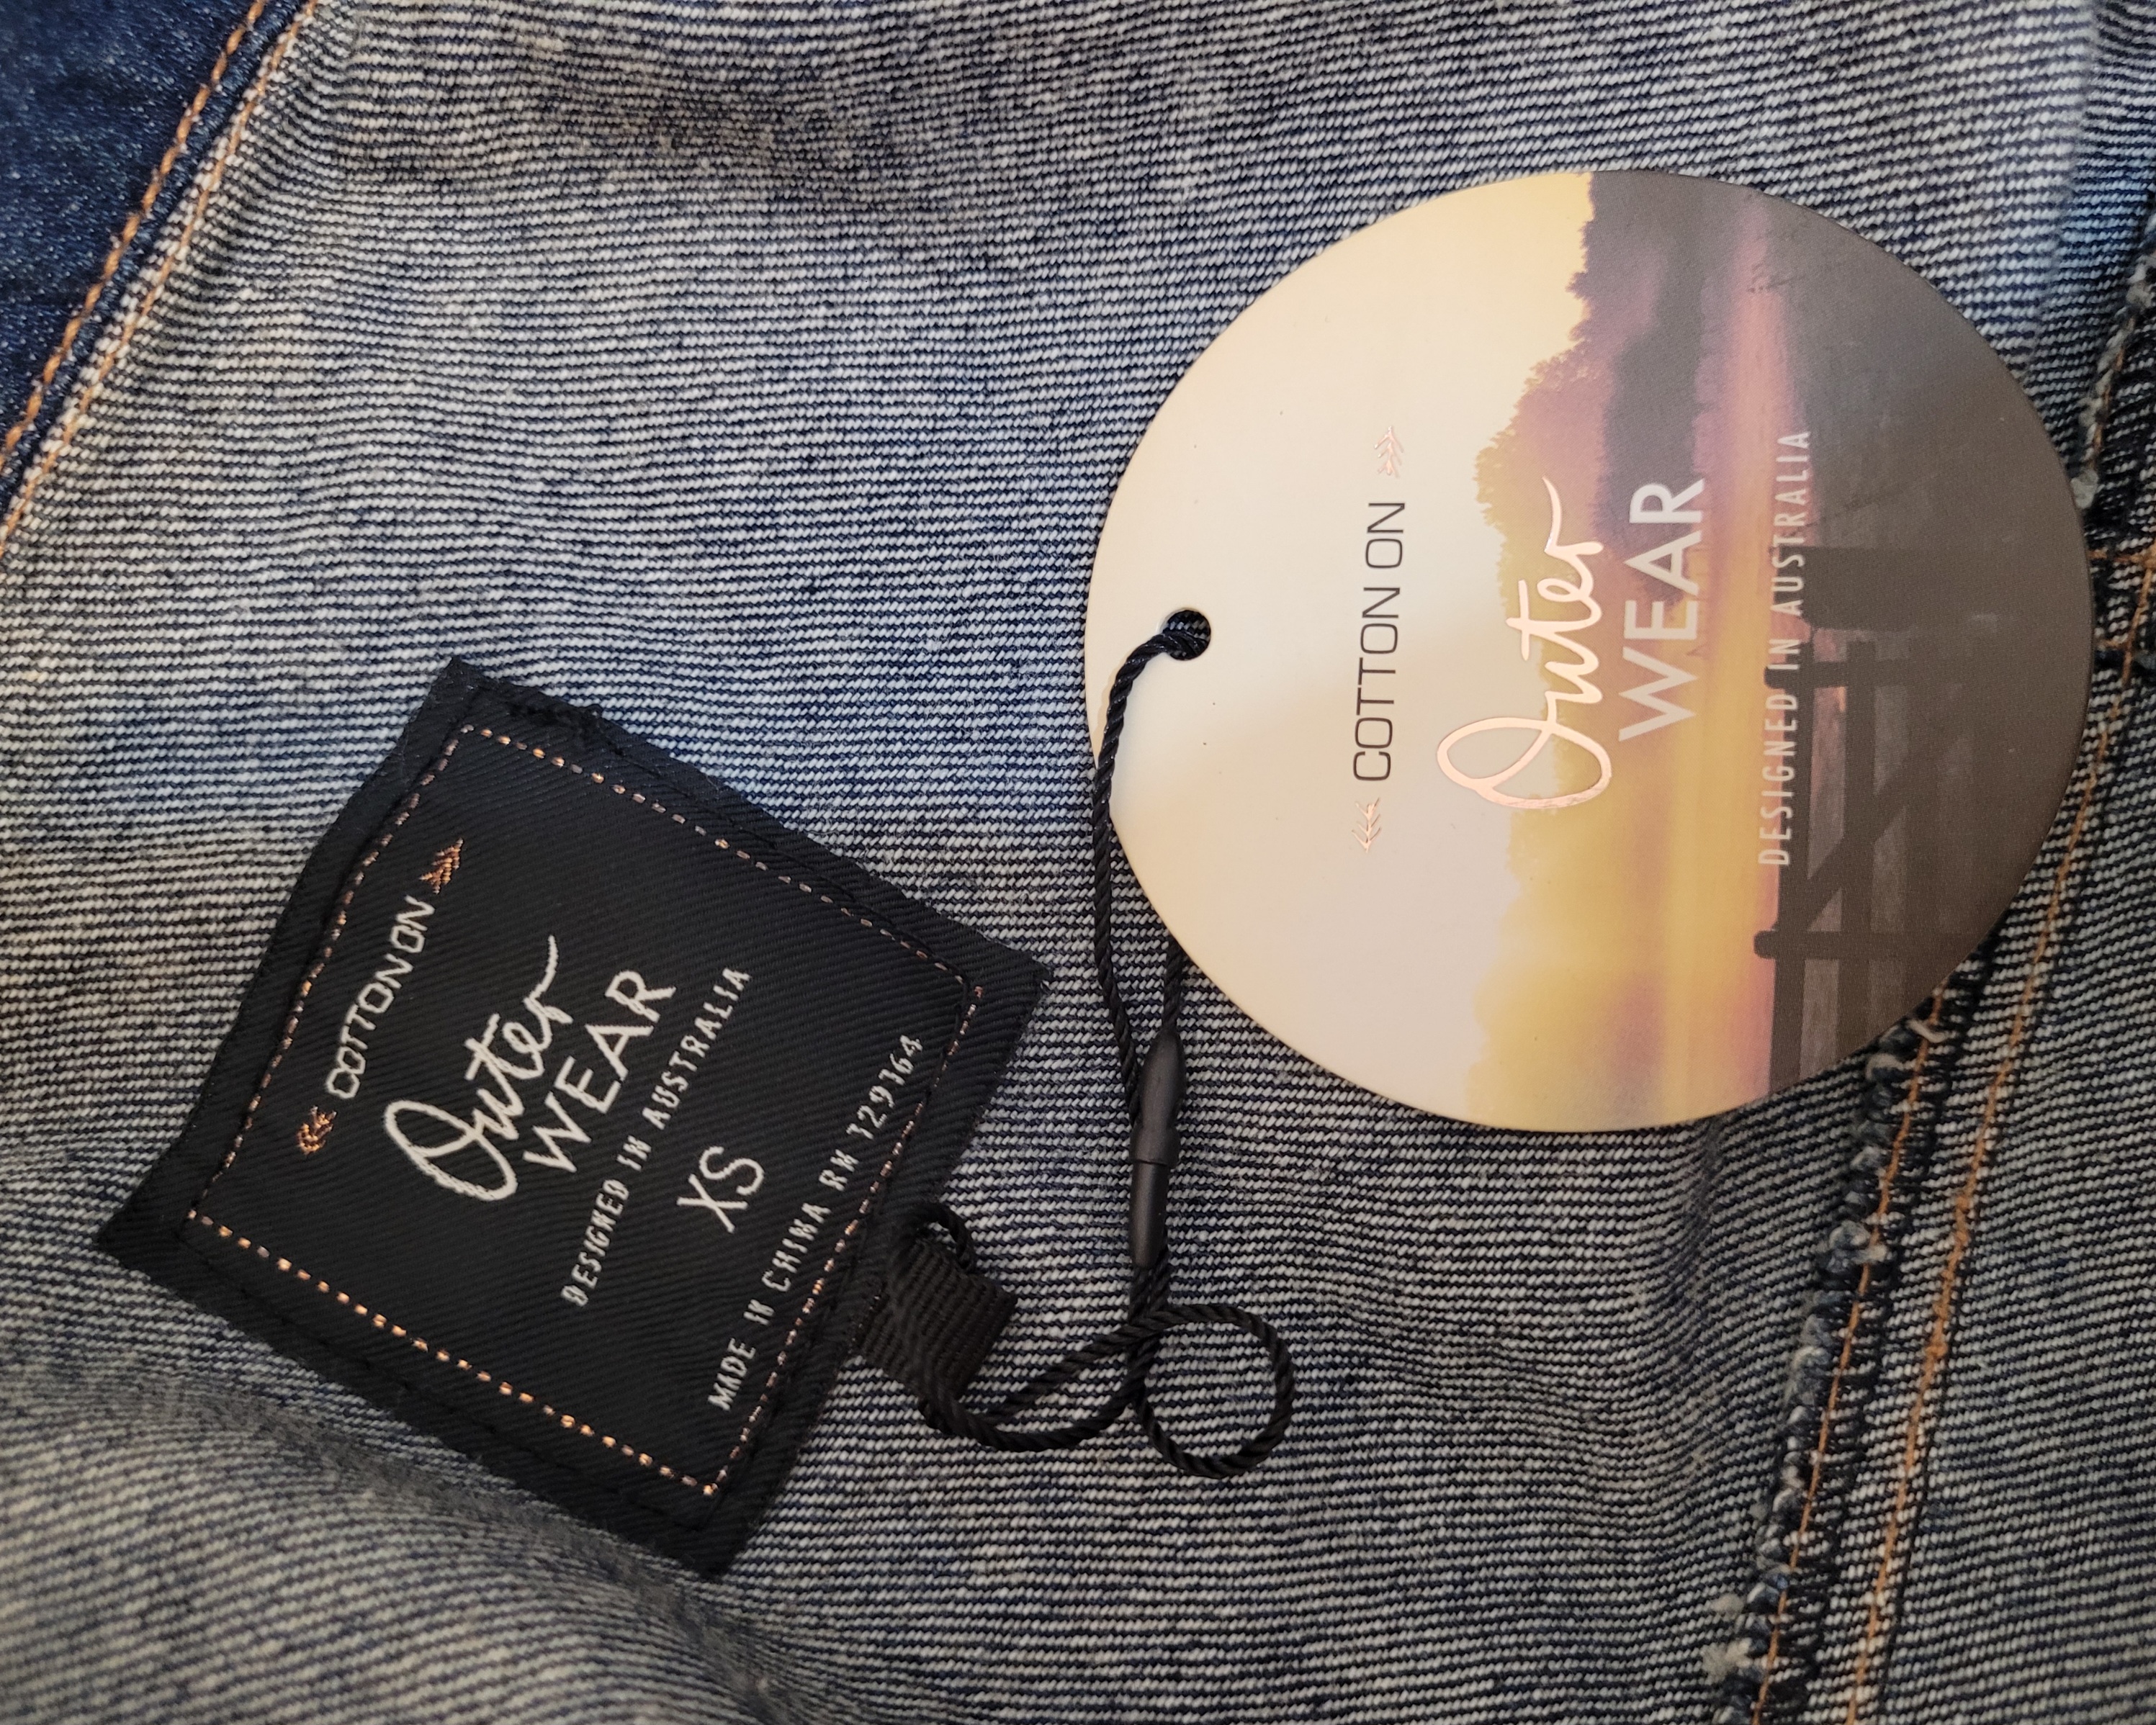 COTTON ON
Outer
WEAR
DESIGNED IN AUSTRALIA
XS
MADE IN CHINA RN 129164
COTTON ON
Outer
WEAR
DESIGNED IN AUSTRALIA